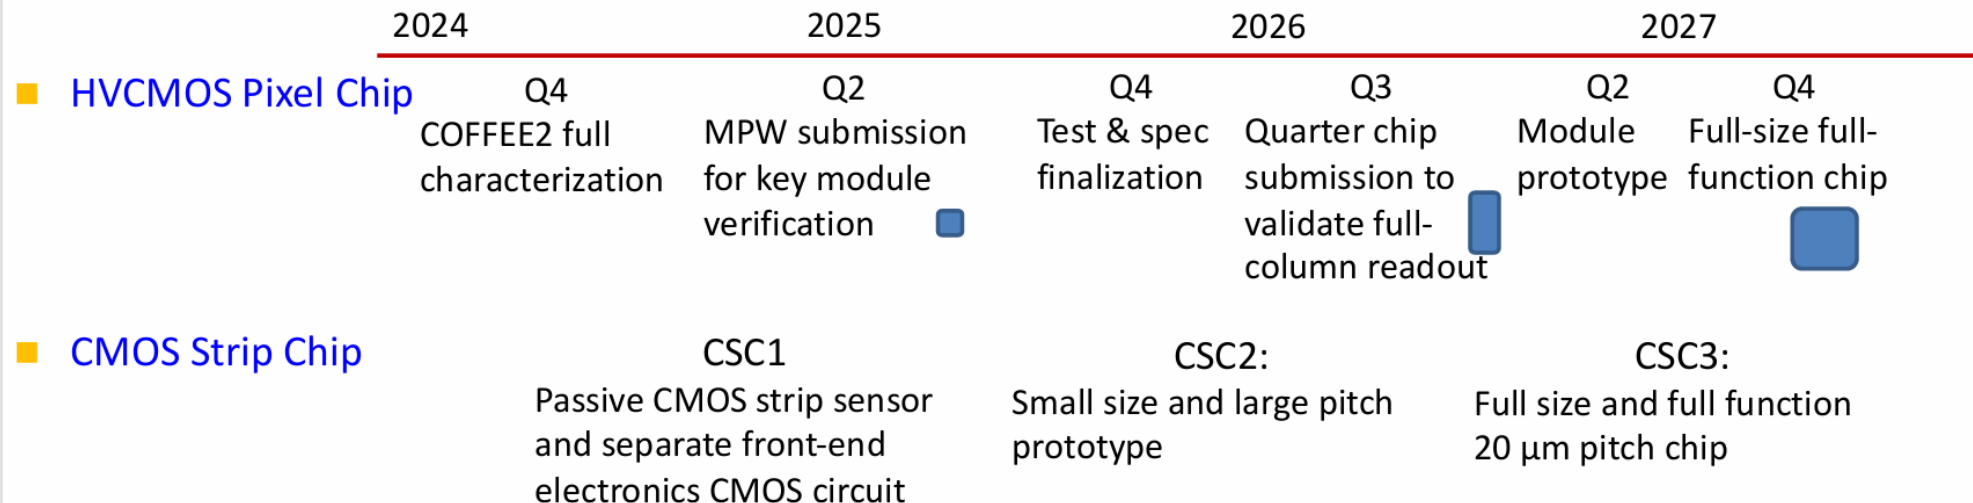 2024 2025 2026 2027
HVCMOS Pixel Chip
Q4
COFFEE2 full
characterization
Q2
MPW submission
for key module
verification
Q4
Test & spec
finalization
Q3
Quarter chip
submission to
validate full-
column readout
Q2
Module
prototype
Q4
Full-size full-
function chip
CMOS Strip Chip
CSC1
Passive CMOS strip sensor
and separate front-end
electronics CMOS circuit
CSC2:
Small size and large pitch
prototype
CSC3:
Full size and full function
20 μm pitch chip